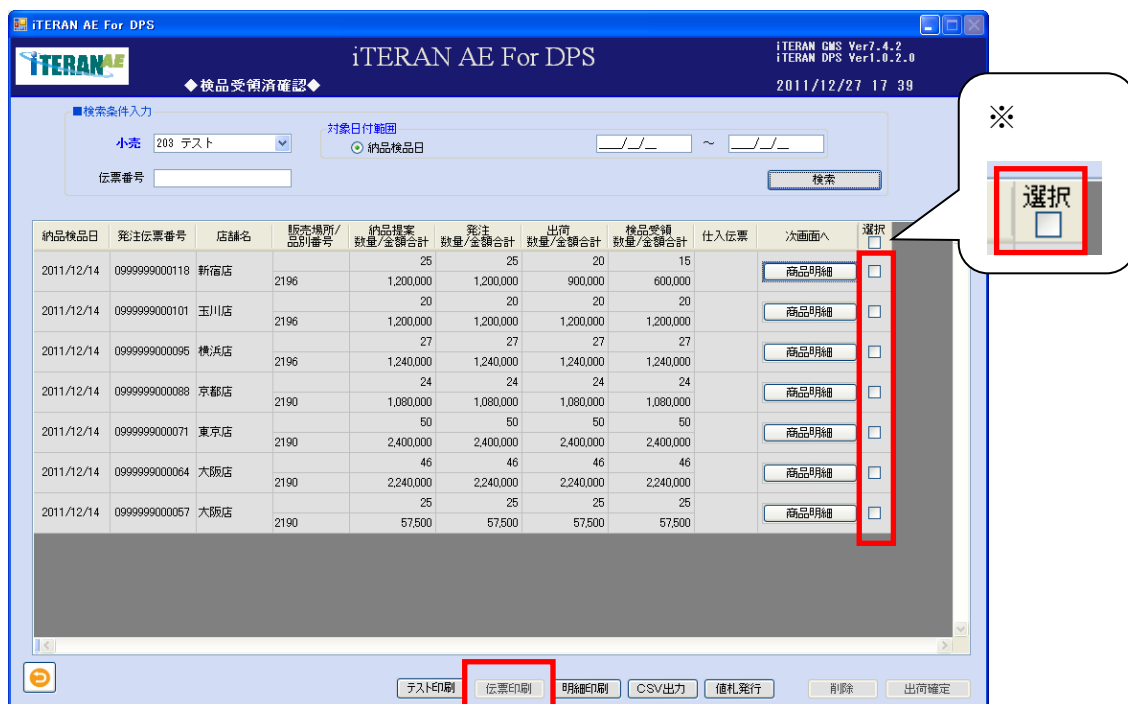 iTERAN AE For DPS
iTERAN AE
iTERAN AE For DPS
iTERAN GMS Ver7.4.2
iTERAN DPS Ver1.0.2.0
◆検品受領済確認◆
2011/12/27 17 39
■検索条件入力
小売 203 テスト
対象日付範囲
納品検品日 __/_/_ ～ __/_/_
伝票番号
検索
※
選択
納品検品日 発注伝票番号 店舗名 販売場所/品別番号 納品提案数量/金額合計 発注数量/金額合計 出荷数量/金額合計 検品受領数量/金額合計 仕入伝票 次画面へ 選択
25 25 20 15
2011/12/14 0999999000118 新宿店 商品明細
2196 1,200,000 1,200,000 900,000 600,000
20 20 20 20
2011/12/14 0999999000101 玉川店 商品明細
2196 1,200,000 1,200,000 1,200,000 1,200,000
27 27 27 27
2011/12/14 0999999000095 横浜店 商品明細
2196 1,240,000 1,240,000 1,240,000 1,240,000
24 24 24 24
2011/12/14 0999999000088 京都店 商品明細
2190 1,080,000 1,080,000 1,080,000 1,080,000
50 50 50 50
2011/12/14 0999999000071 東京店 商品明細
2190 2,400,000 2,400,000 2,400,000 2,400,000
46 46 46 46
2011/12/14 0999999000064 大阪店 商品明細
2190 2,240,000 2,240,000 2,240,000 2,240,000
25 25 25 25
2011/12/14 0999999000057 大阪店 商品明細
2190 57,500 57,500 57,500 57,500
テスト印刷 伝票印刷 明細印刷 CSV出力 値札発行 削除 出荷確定